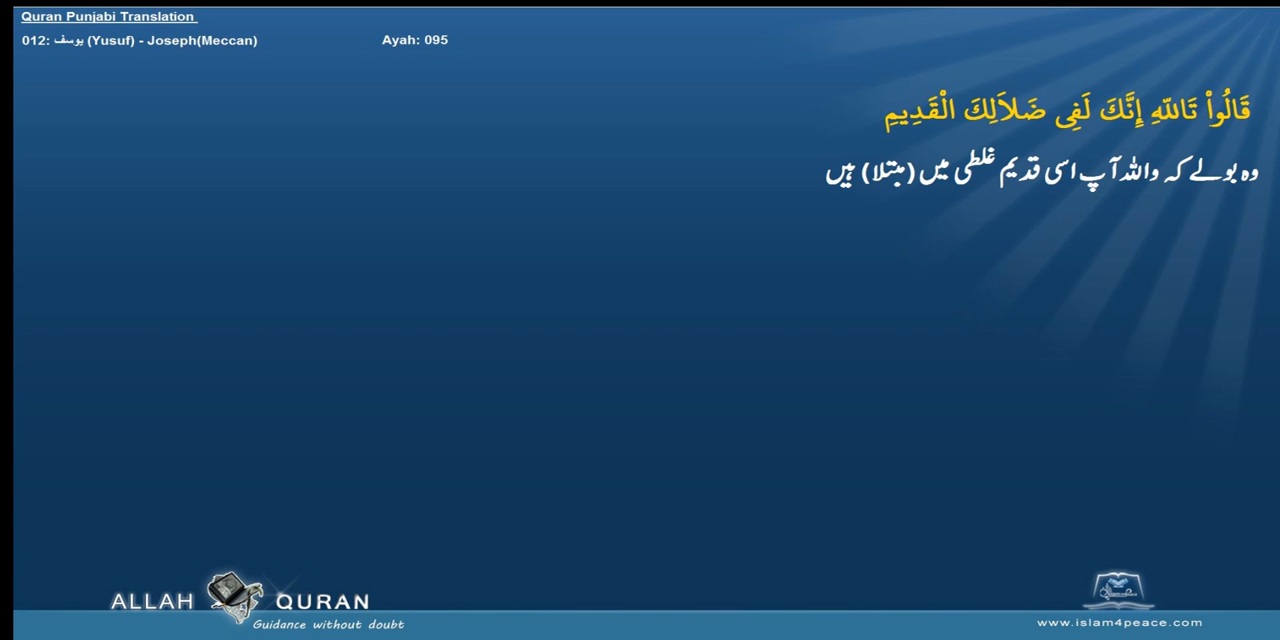 Quran Punjabi Translation
012: يوسف (Yusuf) - Joseph(Meccan) Ayah: 095
قَالُواْ تَاللّهِ إِنَّكَ لَفِى ضَلاَلِكَ الْقَدِيمِ
وہ بولے کہ واللہ آپ اسی قدیم غلطی میں (مبتلا) ہیں
ALLAH QURAN
Guidance without doubt
www.islam4peace.com